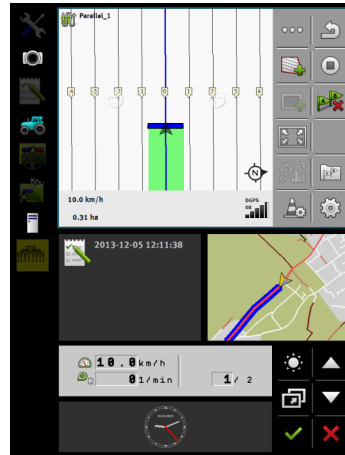 Parallel_1
4 3 2 1 0 1 2 3 4
N
10.0 km/h
0.31 ha
DGPS
08
2013-12-05 12:11:38
10.0 km/h
0 1/min
1 / 2